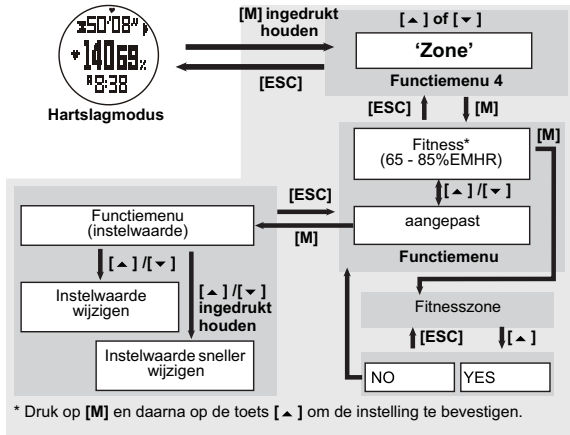 [M] ingedrukt
houden
[ESC]
Hartslagmodus
[▲] of [▼]
'Zone'
Functiemenu 4
[ESC]
[M]
[M]
Fitness*
(65 - 85%EMHR)
[▲] /[▼]
aangepast
Functiemenu
[ESC]
[M]
Functiemenu
(instelwaarde)
[▲] /[▼]
Instelwaarde
wijzigen
[▲] /[▼]
ingedrukt
houden
Instelwaarde sneller
wijzigen
Fitnesszone
[ESC]
[▲]
NO
YES
* Druk op [M] en daarna op de toets [▲] om de instelling te bevestigen.